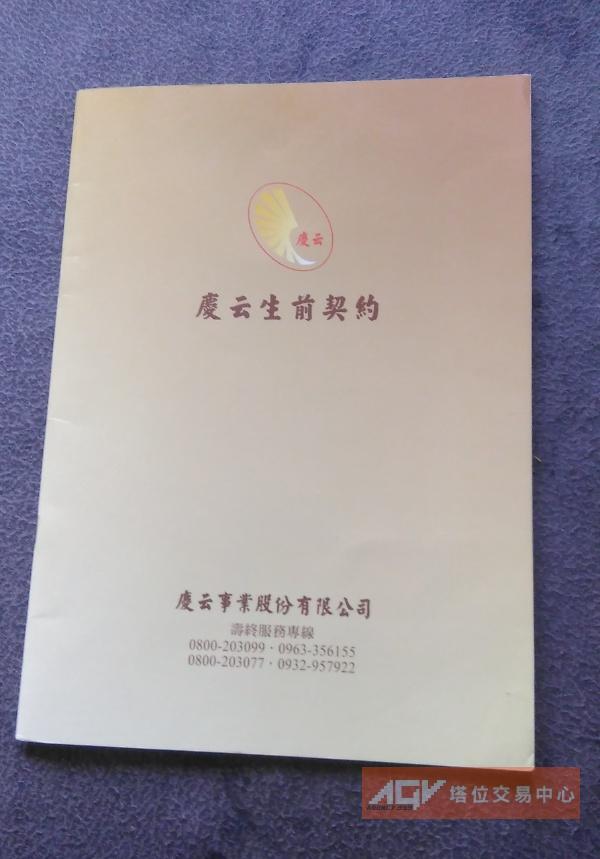 慶云
慶云生前契約
慶云事業股份有限公司
壽終服務專線
0800-203099．0963-356155
0800-203077．0932-957922
AGV 塔位交易中心